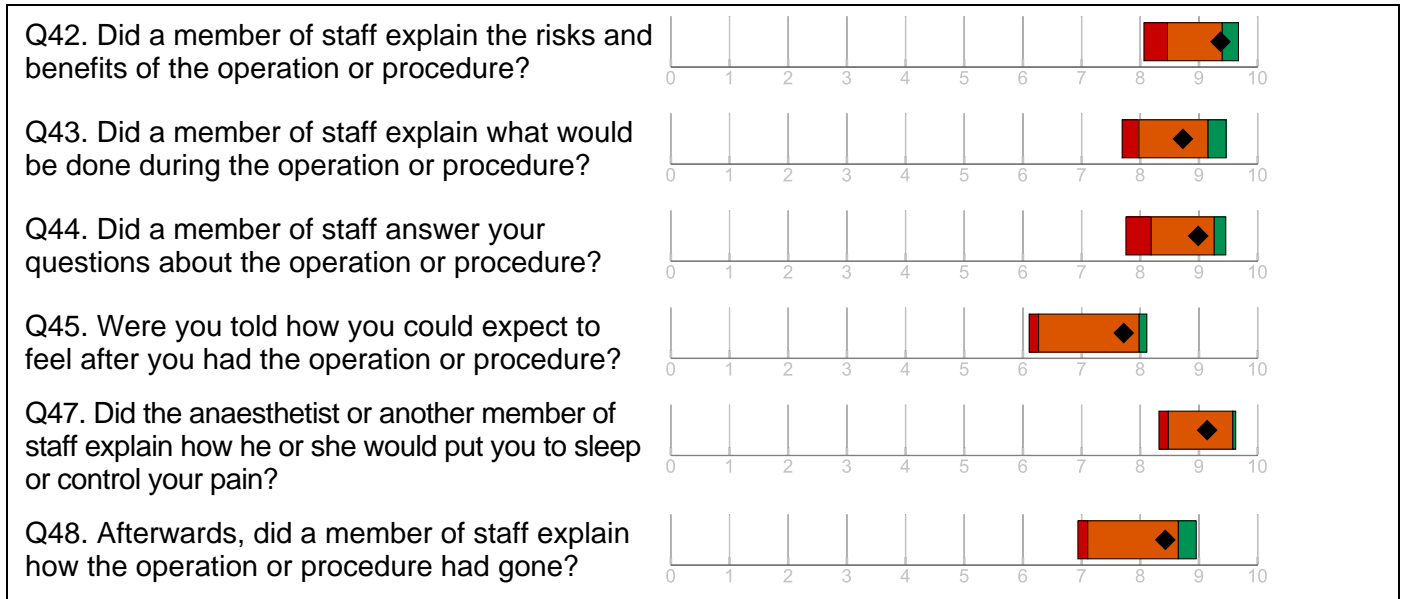 Q42. Did a member of staff explain the risks and
benefits of the operation or procedure?
0 1 2 3 4 5 6 7 8 9 10
Q43. Did a member of staff explain what would
be done during the operation or procedure?
0 1 2 3 4 5 6 7 8 9 10
Q44. Did a member of staff answer your
questions about the operation or procedure?
0 1 2 3 4 5 6 7 8 9 10
Q45. Were you told how you could expect to
feel after you had the operation or procedure?
0 1 2 3 4 5 6 7 8 9 10
Q47. Did the anaesthetist or another member of
staff explain how he or she would put you to sleep
or control your pain?
0 1 2 3 4 5 6 7 8 9 10
Q48. Afterwards, did a member of staff explain
how the operation or procedure had gone?
0 1 2 3 4 5 6 7 8 9 10